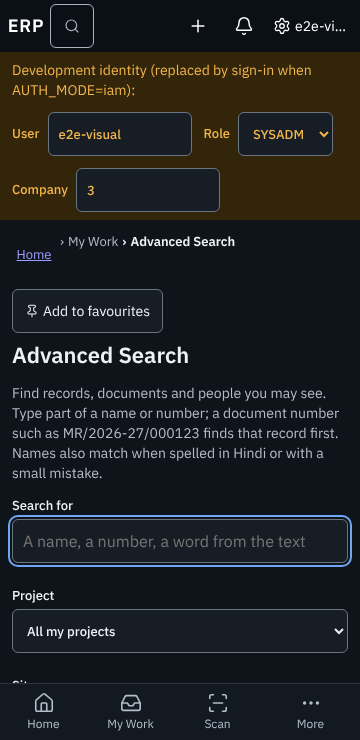 ERP
e2e-vi...
Development identity (replaced by sign-in when
AUTH_MODE=iam):
User
e2e-visual
Role
SYSADM
Company
3
Home › My Work › Advanced Search
Add to favourites
Advanced Search
Find records, documents and people you may see.
Type part of a name or number; a document number
such as MR/2026-27/000123 finds that record first.
Names also match when spelled in Hindi or with a
small mistake.
Search for
A name, a number, a word from the text
Project
All my projects
Home
My Work
Scan
More